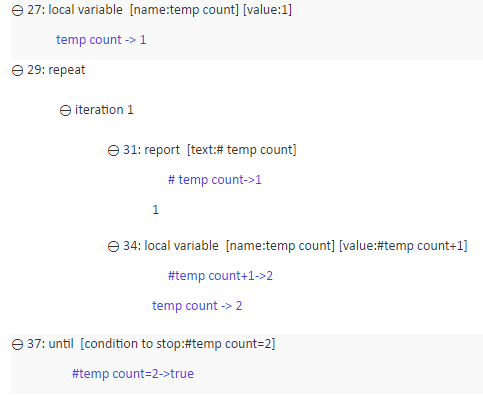 27: local variable [name:temp count] [value:1]
temp count -> 1
29: repeat
iteration 1
31: report [text:# temp count]
# temp count->1
1
34: local variable [name:temp count] [value:#temp count+1]
#temp count+1->2
temp count -> 2
37: until [condition to stop:#temp count=2]
#temp count=2->true